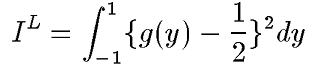 I^L = \int_{-1}^{1} \{g(y) - \frac{1}{2}\}^2 dy